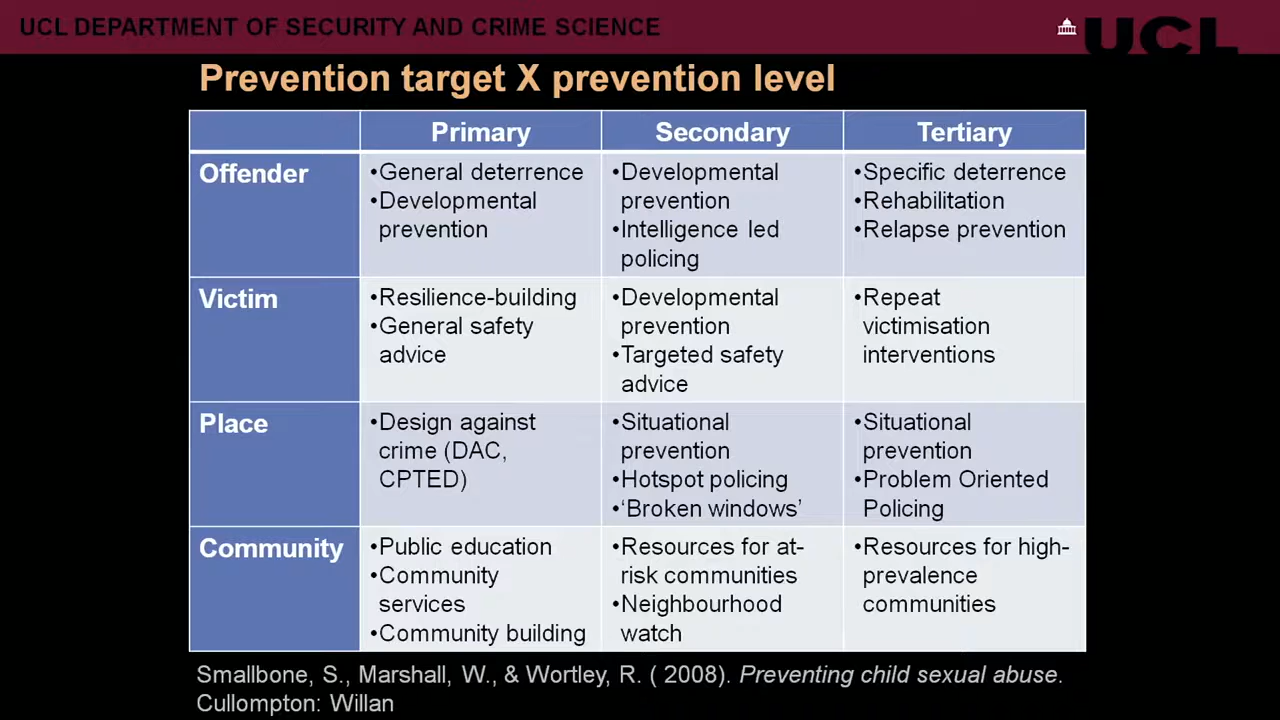 UCL DEPARTMENT OF SECURITY AND CRIME SCIENCE
UCL
Prevention target X prevention level
Primary
Secondary
Tertiary
Offender
•General deterrence
•Developmental
prevention
•Developmental
prevention
•Intelligence led
policing
•Specific deterrence
•Rehabilitation
•Relapse prevention
Victim
•Resilience-building
•General safety
advice
•Developmental
prevention
•Targeted safety
advice
•Repeat
victimisation
interventions
Place
•Design against
crime (DAC,
CPTED)
•Situational
prevention
•Hotspot policing
•‘Broken windows’
•Situational
prevention
•Problem Oriented
Policing
Community
•Public education
•Community
services
•Community building
•Resources for at-
risk communities
•Neighbourhood
watch
•Resources for high-
prevalence
communities
Smallbone, S., Marshall, W., & Wortley, R. ( 2008). Preventing child sexual abuse.
Cullompton: Willan